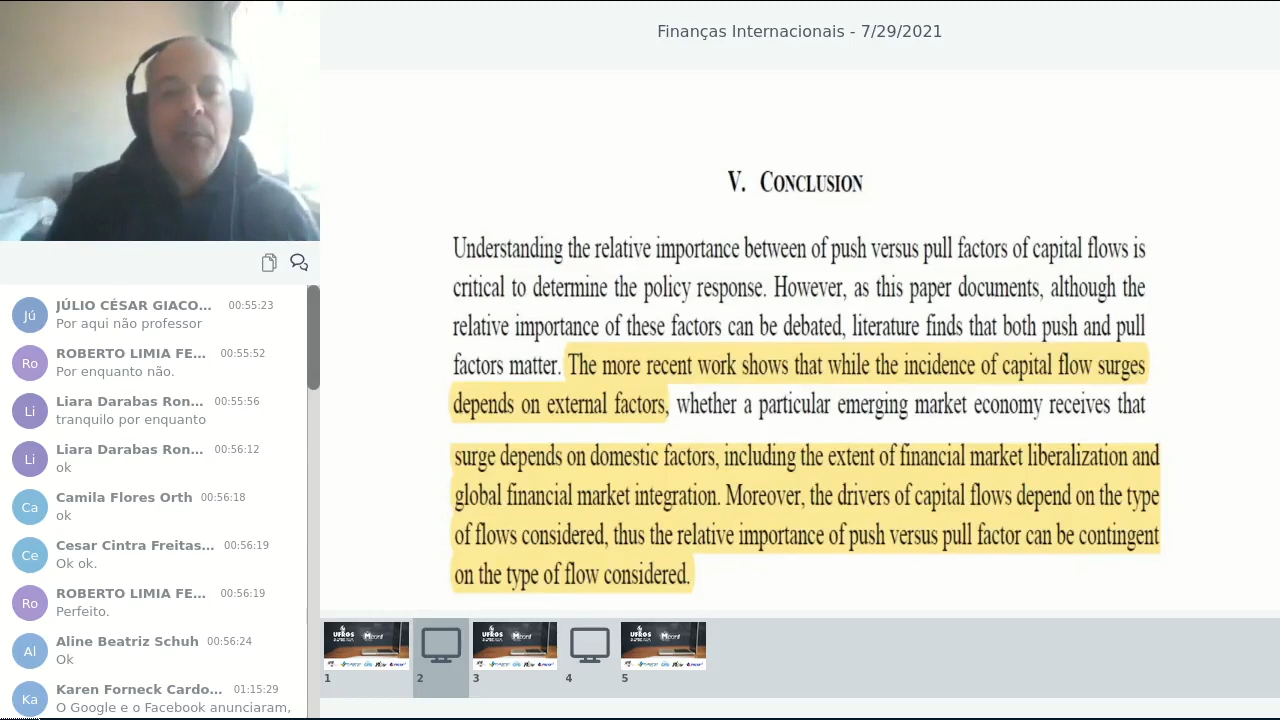 Finanças Internacionais - 7/29/2021
V. CONCLUSION
Understanding the relative importance between of push versus pull factors of capital flows is
critical to determine the policy response. However, as this paper documents, although the
relative importance of these factors can be debated, literature finds that both push and pull
factors matter. The more recent work shows that while the incidence of capital flow surges
depends on external factors, whether a particular emerging market economy receives that
surge depends on domestic factors, including the extent of financial market liberalization and
global financial market integration. Moreover, the drivers of capital flows depend on the type
of flows considered, thus the relative importance of push versus pull factor can be contingent
on the type of flow considered.
Jú JÚLIO CÉSAR GIACO... 00:55:23
Por aqui não professor
Ro ROBERTO LIMIA FE... 00:55:52
Por enquanto não.
Li Liara Darabas Ron... 00:55:56
tranquilo por enquanto
Li Liara Darabas Ron... 00:56:12
ok
Ca Camila Flores Orth 00:56:18
ok
Ce Cesar Cintra Freitas... 00:56:19
Ok ok.
Ro ROBERTO LIMIA FE... 00:56:19
Perfeito.
Al Aline Beatriz Schuh 00:56:24
Ok
Ka Karen Forneck Cardo... 01:15:29
O Google e o Facebook anunciaram,
UFRGS Mconf
UFRGS Mconf
UFRGS Mconf
1
2
3
4
5